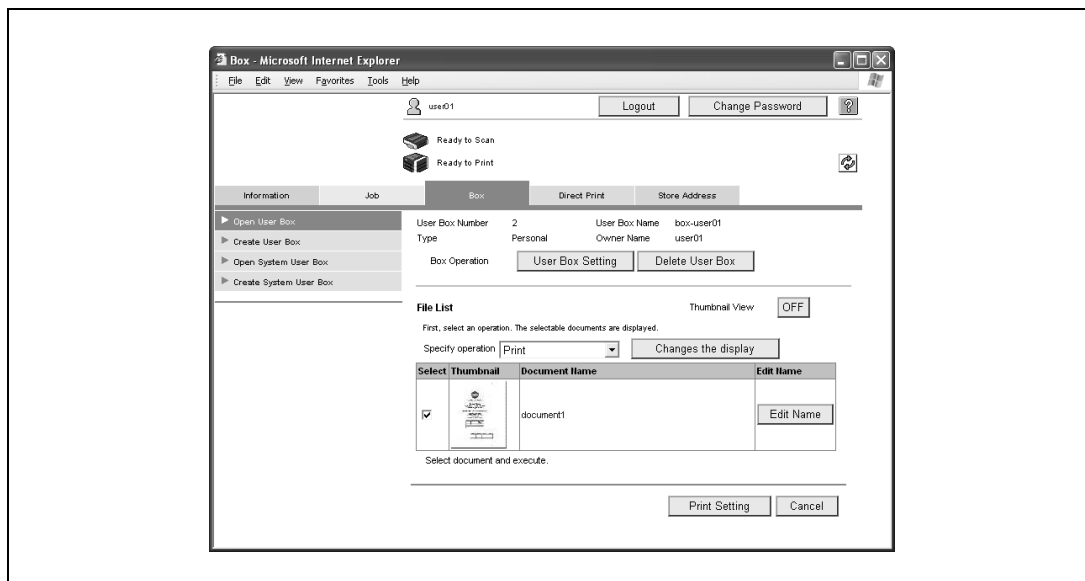 Box - Microsoft Internet Explorer
File Edit View Favorites Tools Help
user01 Logout Change Password ?
Ready to Scan
Ready to Print
Information Job Box Direct Print Store Address
Open User Box
Create User Box
Open System User Box
Create System User Box
User Box Number 2 User Box Name box-user01
Type Personal Owner Name user01
Box Operation User Box Setting Delete User Box
File List Thumbnail View OFF
First, select an operation. The selectable documents are displayed.
Specify operation Print Changes the display
Select Thumbnail Document Name Edit Name
document1 Edit Name
Select document and execute.
Print Setting Cancel